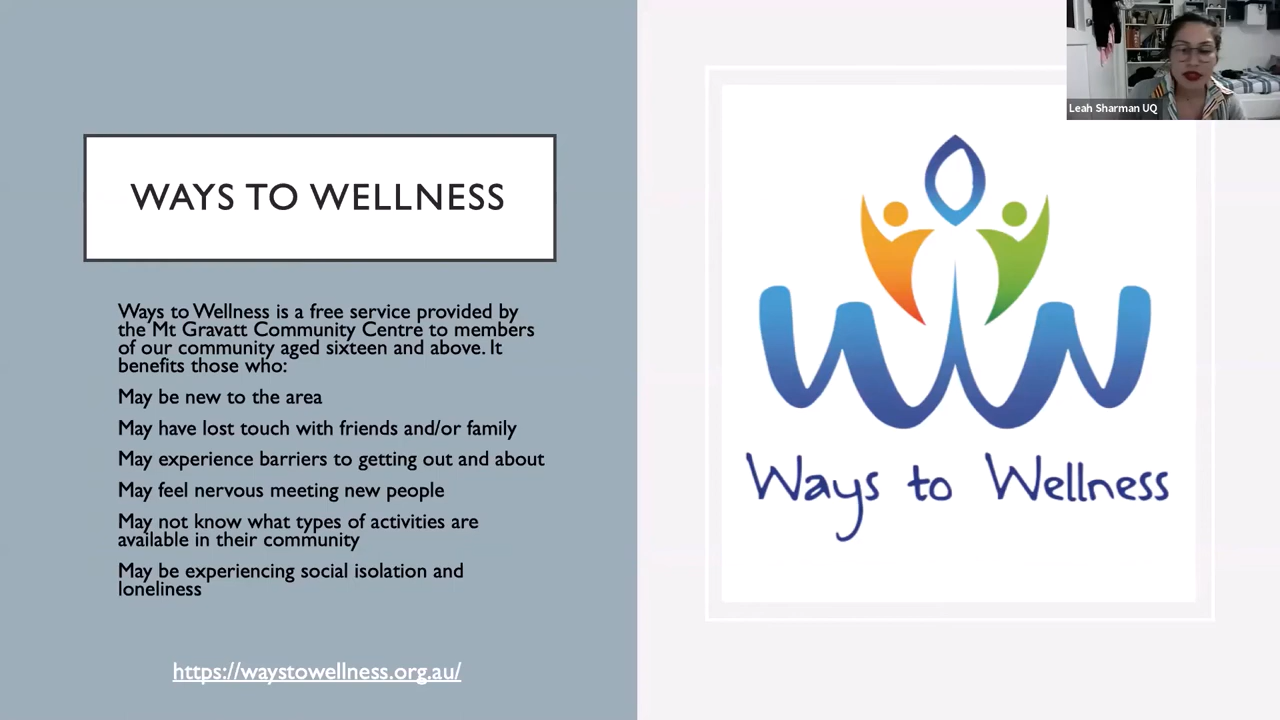 Leah Sharman UQ
WAYS TO WELLNESS
Ways to Wellness is a free service provided by
the Mt Gravatt Community Centre to members
of our community aged sixteen and above. It
benefits those who:
May be new to the area
May have lost touch with friends and/or family
May experience barriers to getting out and about
May feel nervous meeting new people
May not know what types of activities are
available in their community
May be experiencing social isolation and
loneliness
https://waystowellness.org.au/
Ways to Wellness